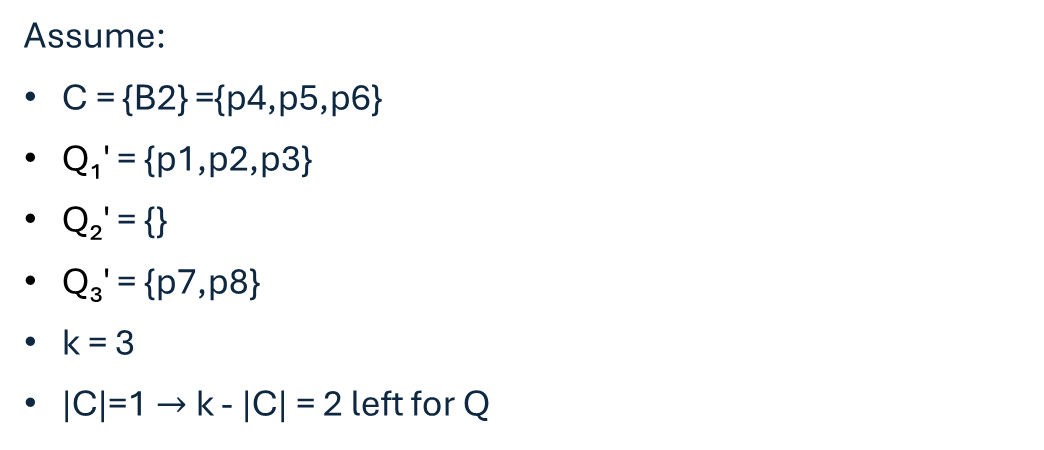 Assume:
• C = {B2} ={p4,p5,p6}
• Q₁' = {p1,p2,p3}
• Q₂' = {}
• Q₃' = {p7,p8}
• k = 3
• |C|=1 → k - |C| = 2 left for Q